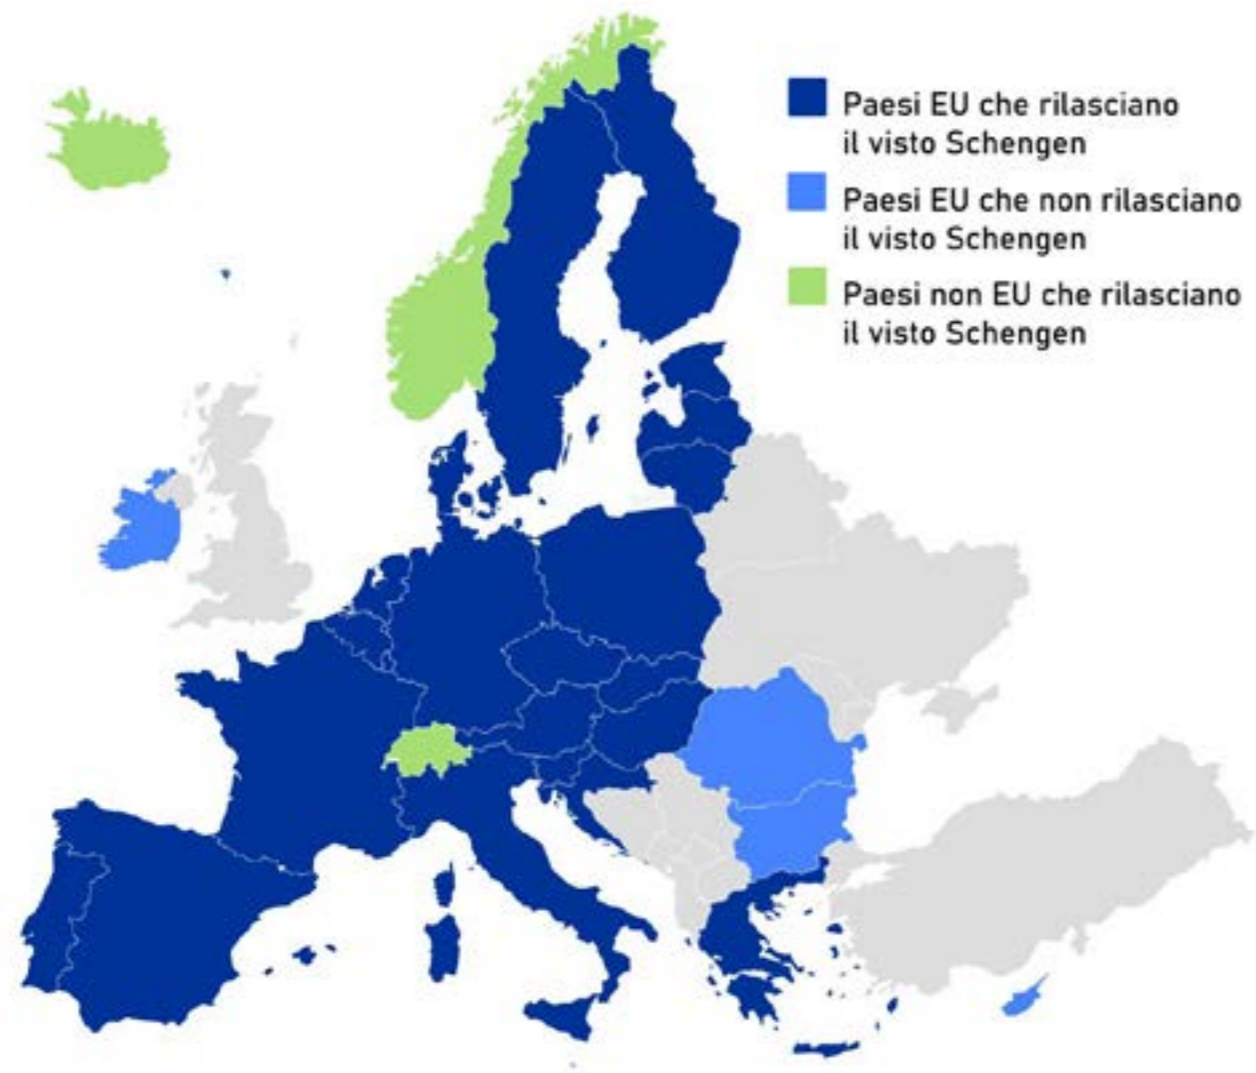 Paesi EU che rilasciano
il visto Schengen
Paesi EU che non rilasciano
il visto Schengen
Paesi non EU che rilasciano
il visto Schengen